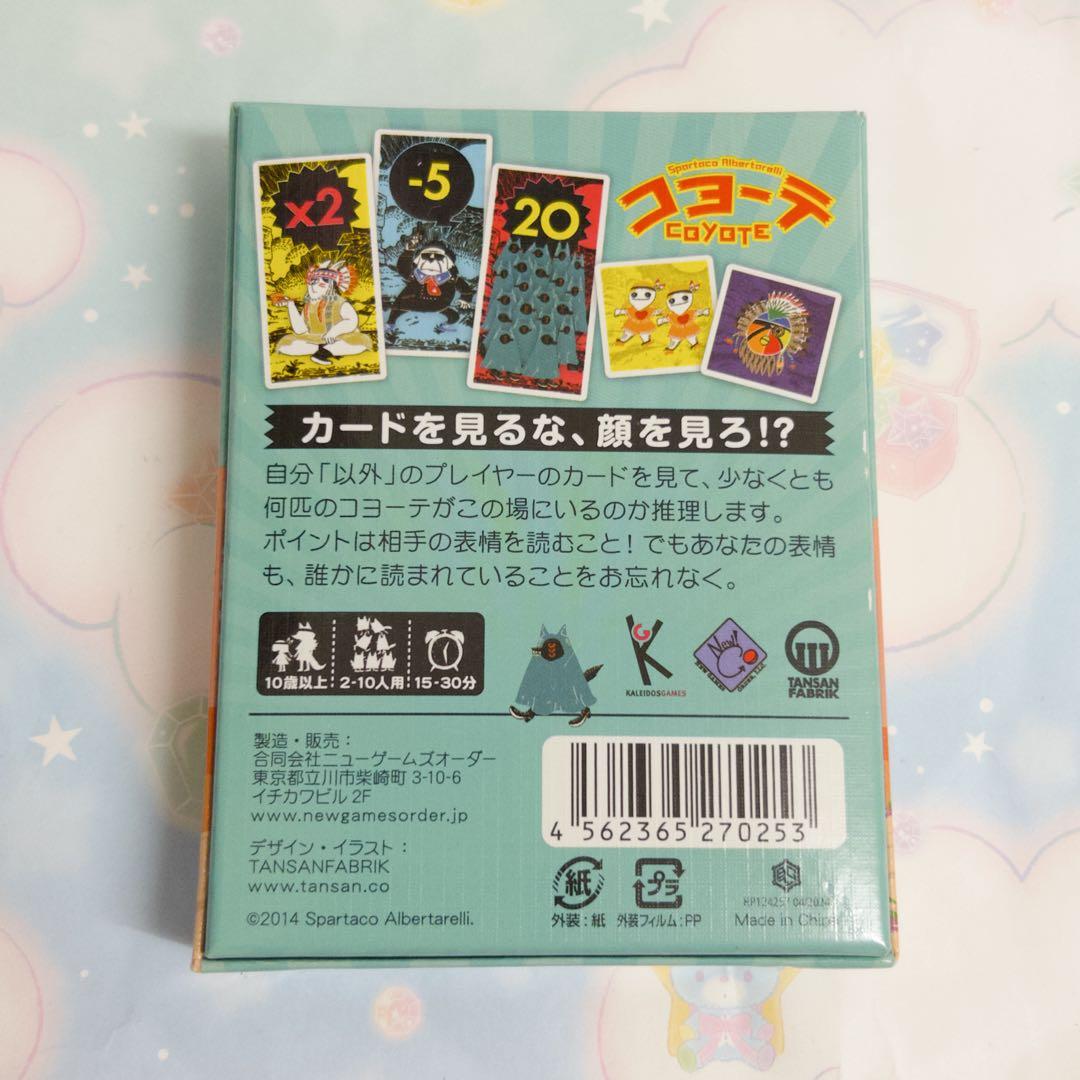 x2
-5
20
Spartaco Albertarelli
コヨーテ
COYOTE
カードを見るな、顔を見ろ!?
自分「以外」のプレイヤーのカードを見て、少なくとも
何匹のコヨーテがこの場にいるのか推理します。
ポイントは相手の表情を読むこと！でもあなたの表情
も、誰かに読まれていることをお忘れなく。
10歳以上 2-10人用 15-30分
KG
KALEIDOSGAMES
NEW GAMES ORDER, LLC
TANSAN
FABRIK
製造・販売：
合同会社ニューゲームズオーダー
東京都立川市柴崎町 3-10-6
イチカワビル 2F
www.newgamesorder.jp
デザイン・イラスト：
TANSANFABRIK
www.tansan.co
©2014 Spartaco Albertarelli.
4 562365 270253
紙
外装：紙
プラ
外装フィルム：PP
Made in China